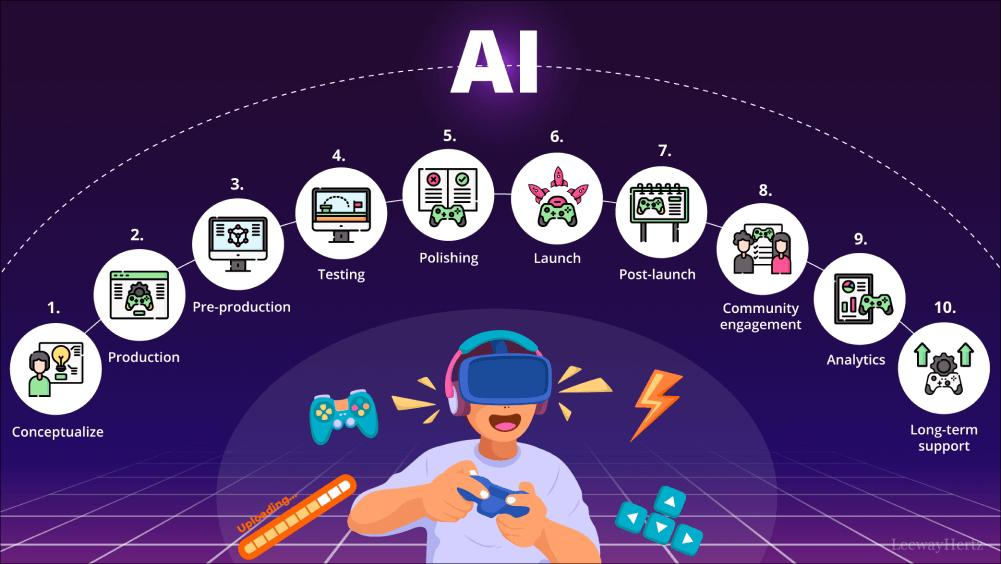 AI
1.
Conceptualize
2.
Production
3.
Pre-production
4.
Testing
5.
Polishing
6.
Launch
7.
Post-launch
8.
Community
engagement
9.
Analytics
10.
Long-term
support
Uploading...
LeewayHertz